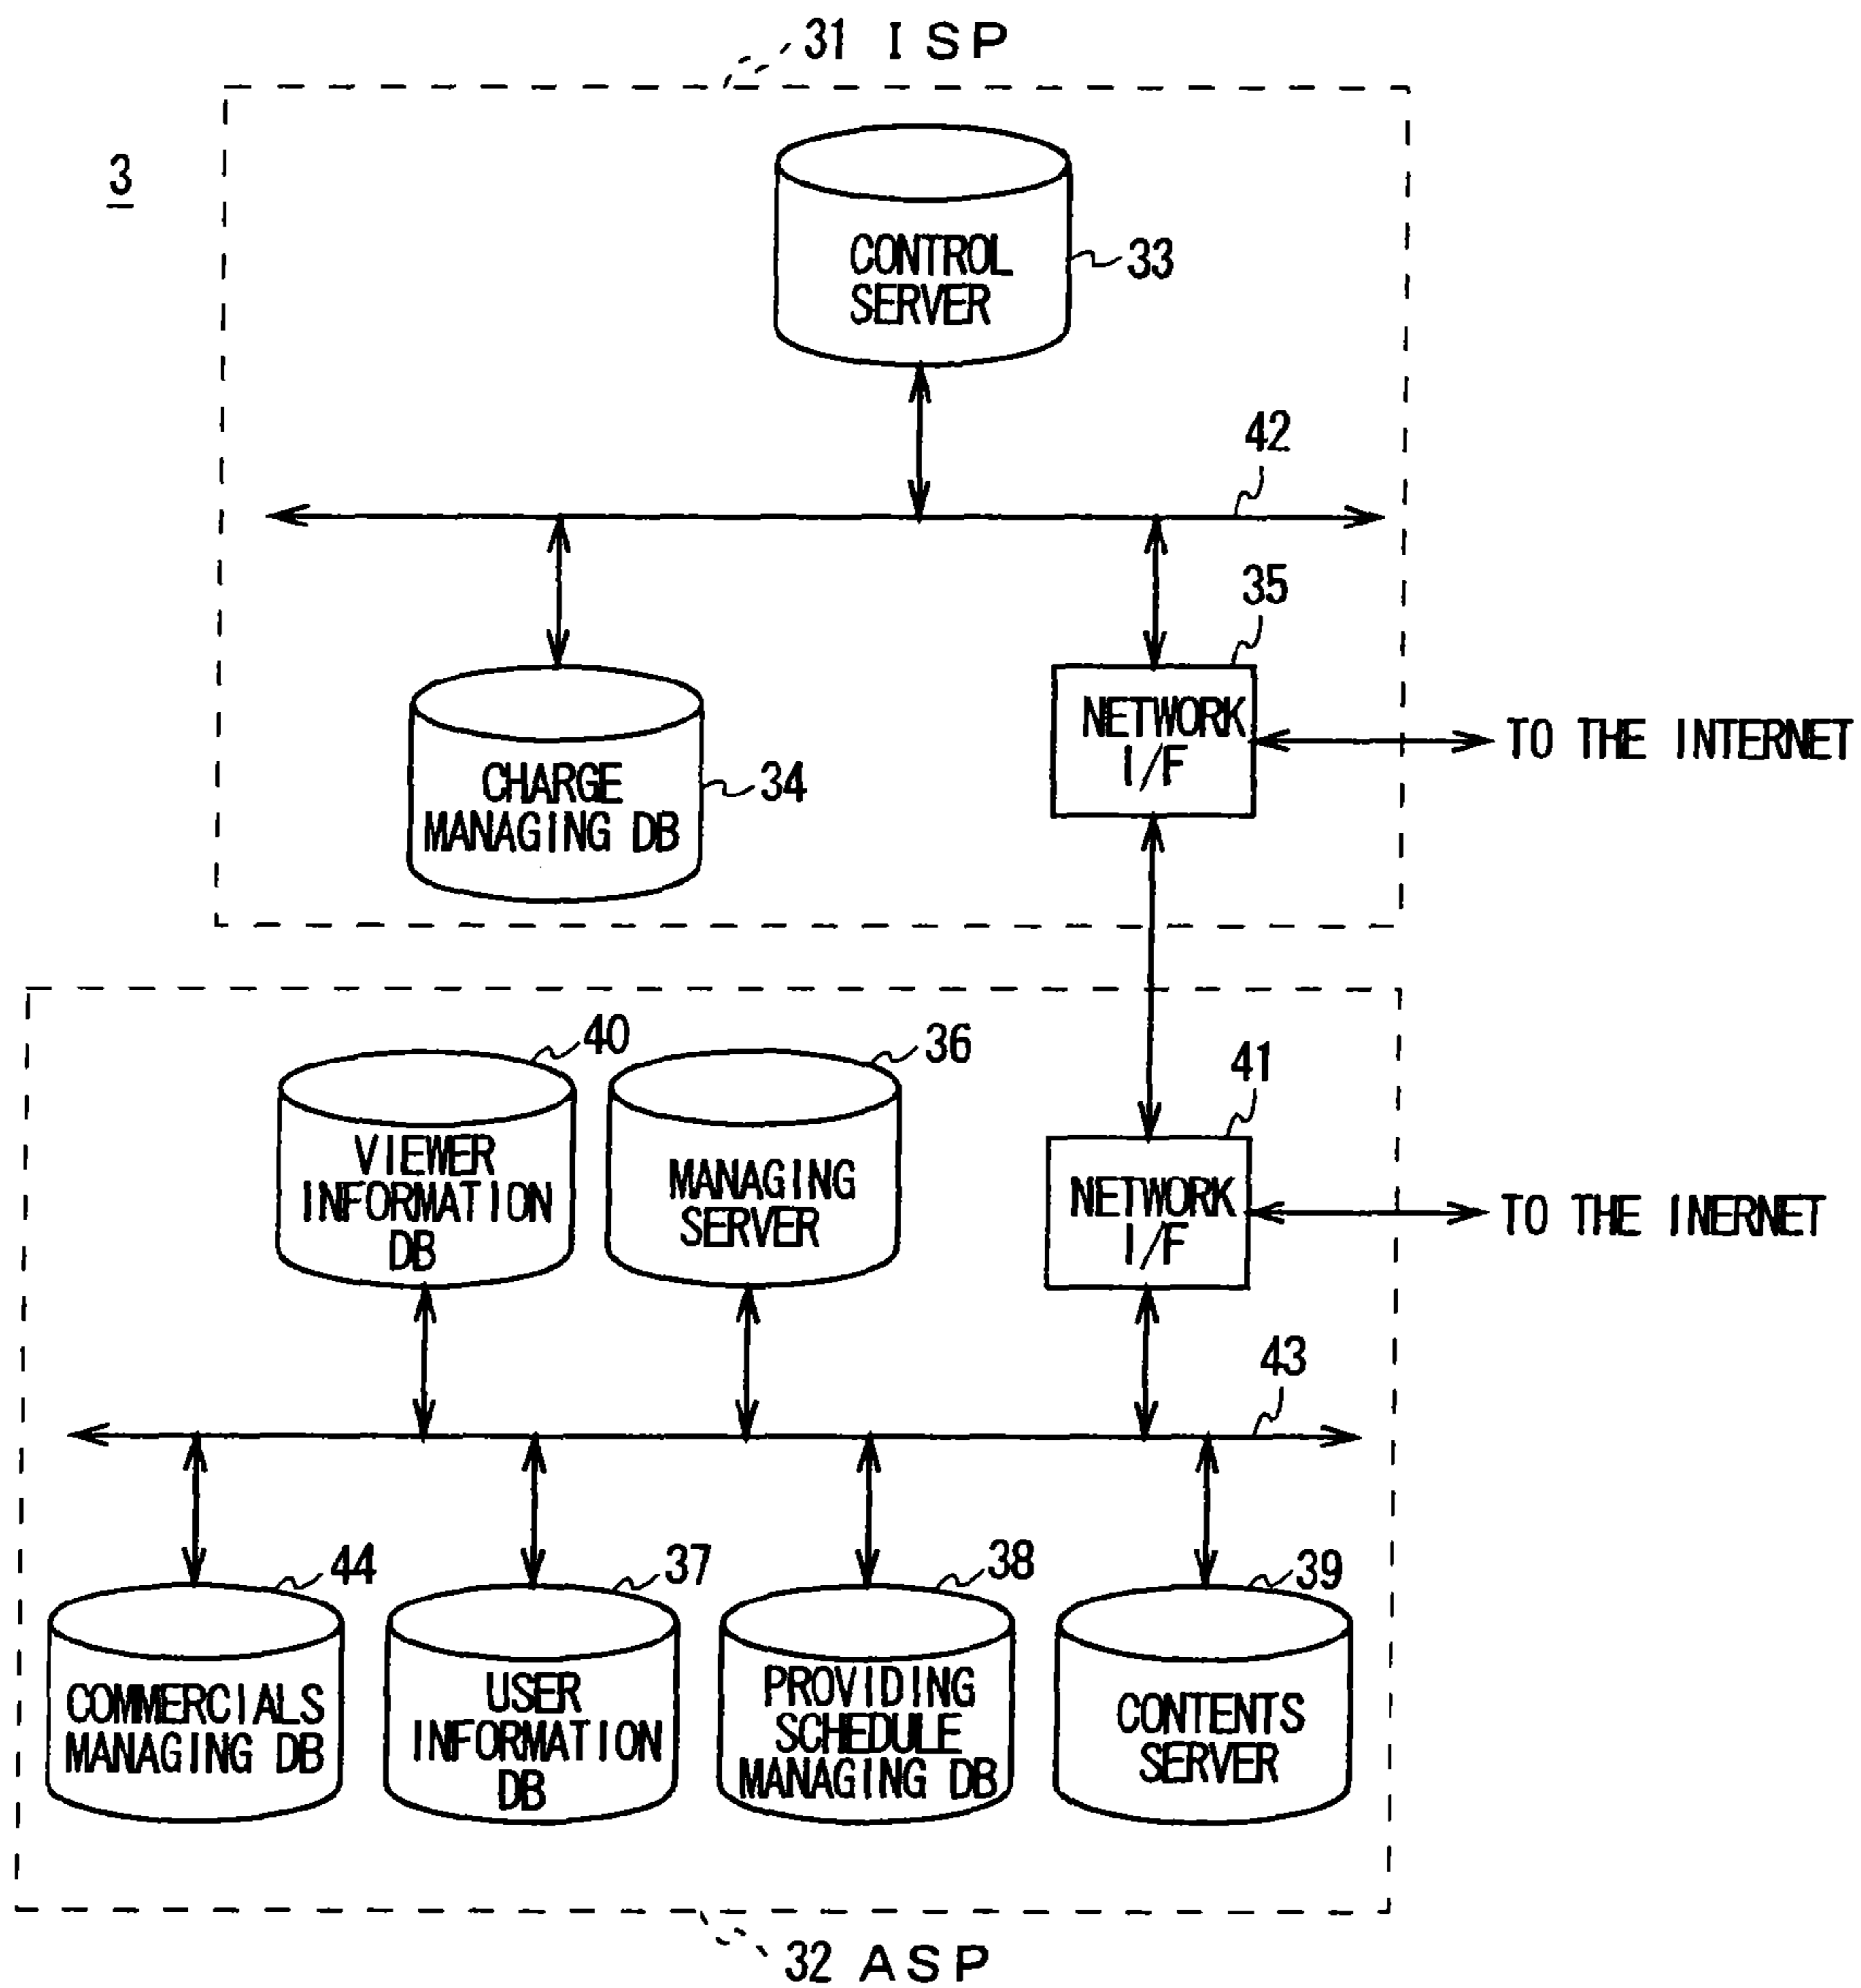 31 ISP
3
CONTROL
SERVER
33
42
35
NETWORK
I/F
TO THE INTERNET
CHARGE
MANAGING DB
34
40
36
41
VIEWER
INFORMATION
DB
MANAGING
SERVER
NETWORK
I/F
TO THE INERNET
43
44
37
38
39
COMMERCIALS
MANAGING DB
USER
INFORMATION
DB
PROVIDING
SCHEDULE
MANAGING DB
CONTENTS
SERVER
32 ASP